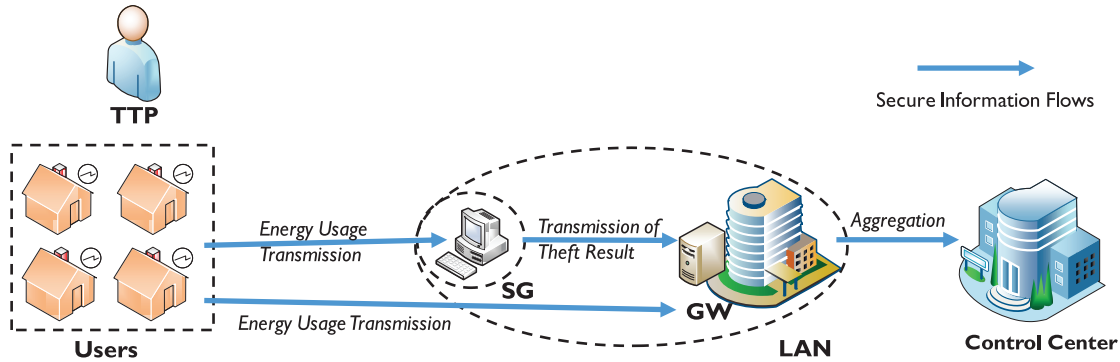 TTP
Secure Information Flows
Energy Usage
Transmission
Transmission of
Theft Result
Aggregation
SG
GW
Energy Usage Transmission
Users
LAN
Control Center